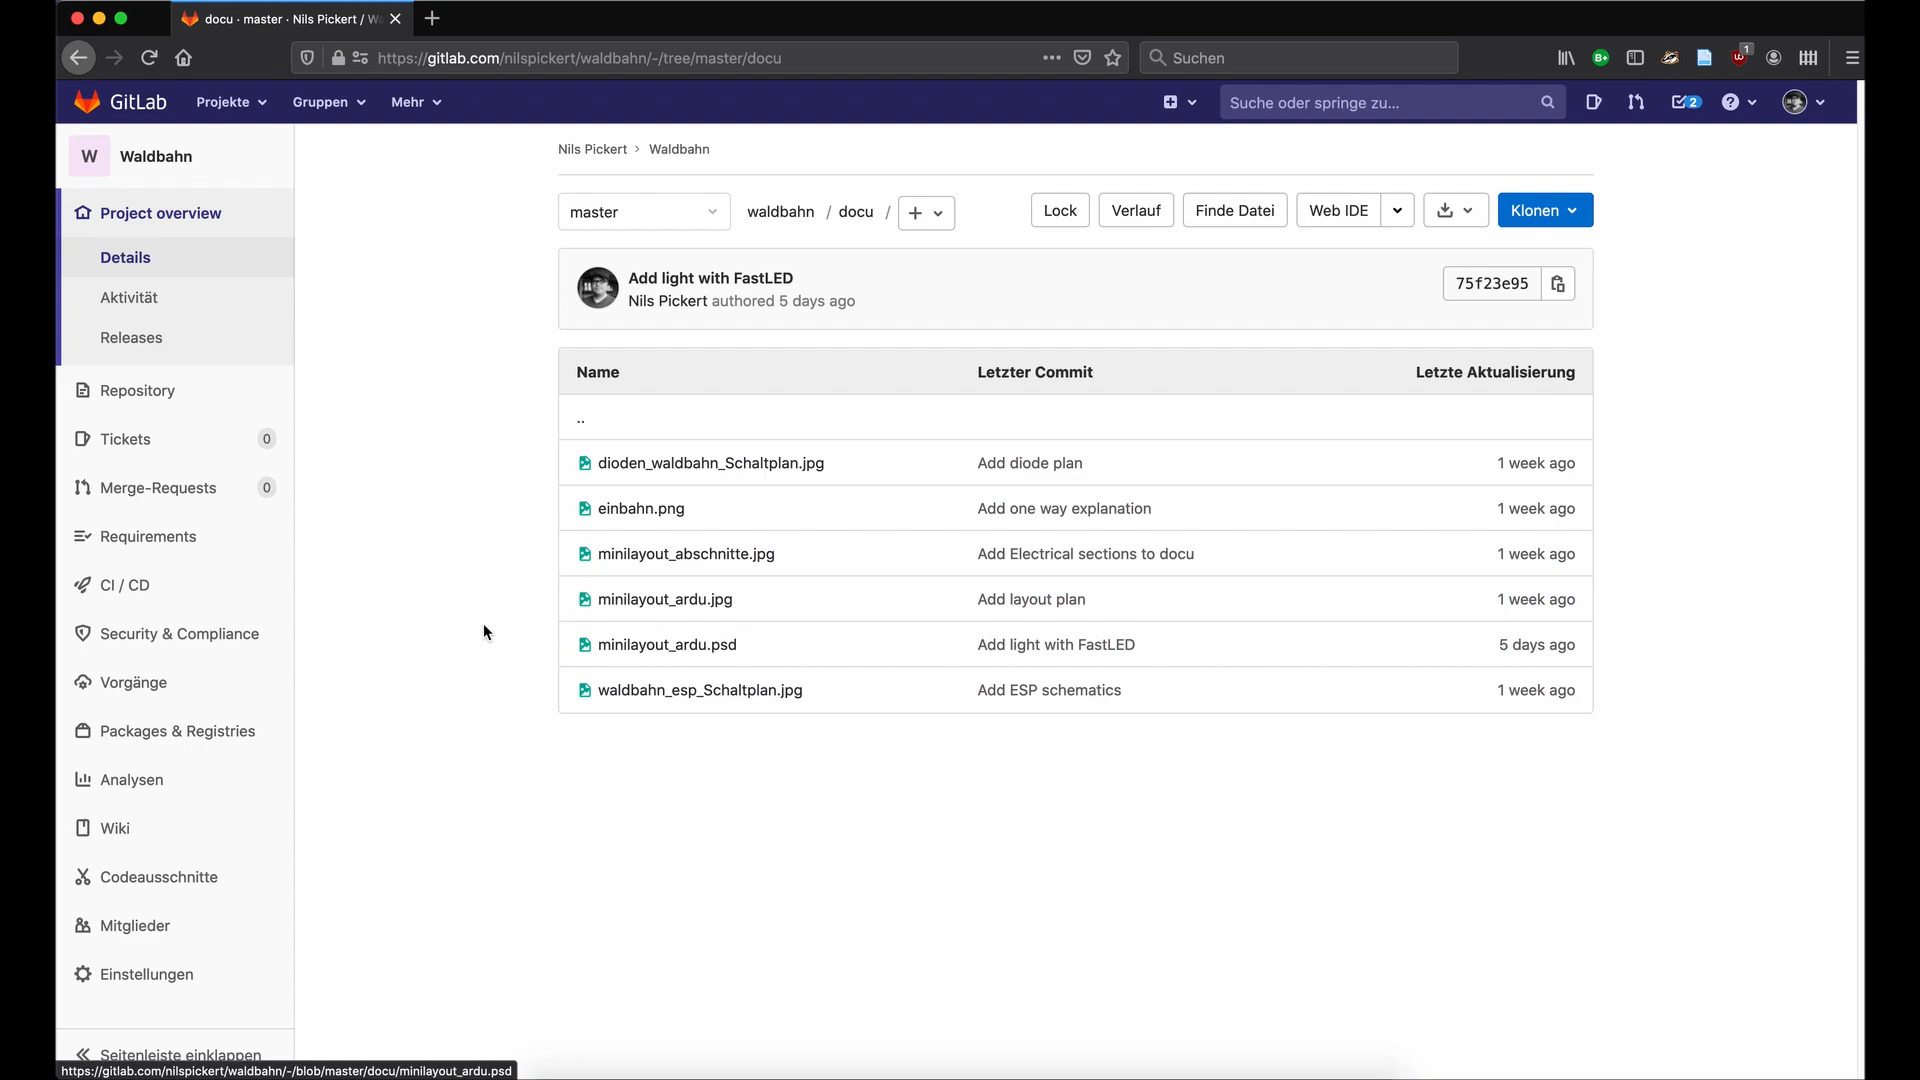 docu · master · Nils Pickert / Wa
https://gitlab.com/nilspickert/waldbahn/-/tree/master/docu
Suchen
1
GitLab
Projekte
Gruppen
Mehr
Suche oder springe zu...
2
W
Waldbahn
Project overview
Details
Aktivität
Releases
Repository
Tickets
0
Merge-Requests
0
Requirements
CI / CD
Security & Compliance
Vorgänge
Packages & Registries
Analysen
Wiki
Codeausschnitte
Mitglieder
Einstellungen
Seitenleiste einklappen
Nils Pickert › Waldbahn
master
waldbahn / docu /
Lock
Verlauf
Finde Datei
Web IDE
Klonen
Add light with FastLED
Nils Pickert authored 5 days ago
75f23e95
Name Letzter Commit Letzte Aktualisierung
..
dioden_waldbahn_Schaltplan.jpg Add diode plan 1 week ago
einbahn.png Add one way explanation 1 week ago
minilayout_abschnitte.jpg Add Electrical sections to docu 1 week ago
minilayout_ardu.jpg Add layout plan 1 week ago
minilayout_ardu.psd Add light with FastLED 5 days ago
waldbahn_esp_Schaltplan.jpg Add ESP schematics 1 week ago
https://gitlab.com/nilspickert/waldbahn/-/blob/master/docu/minilayout_ardu.psd